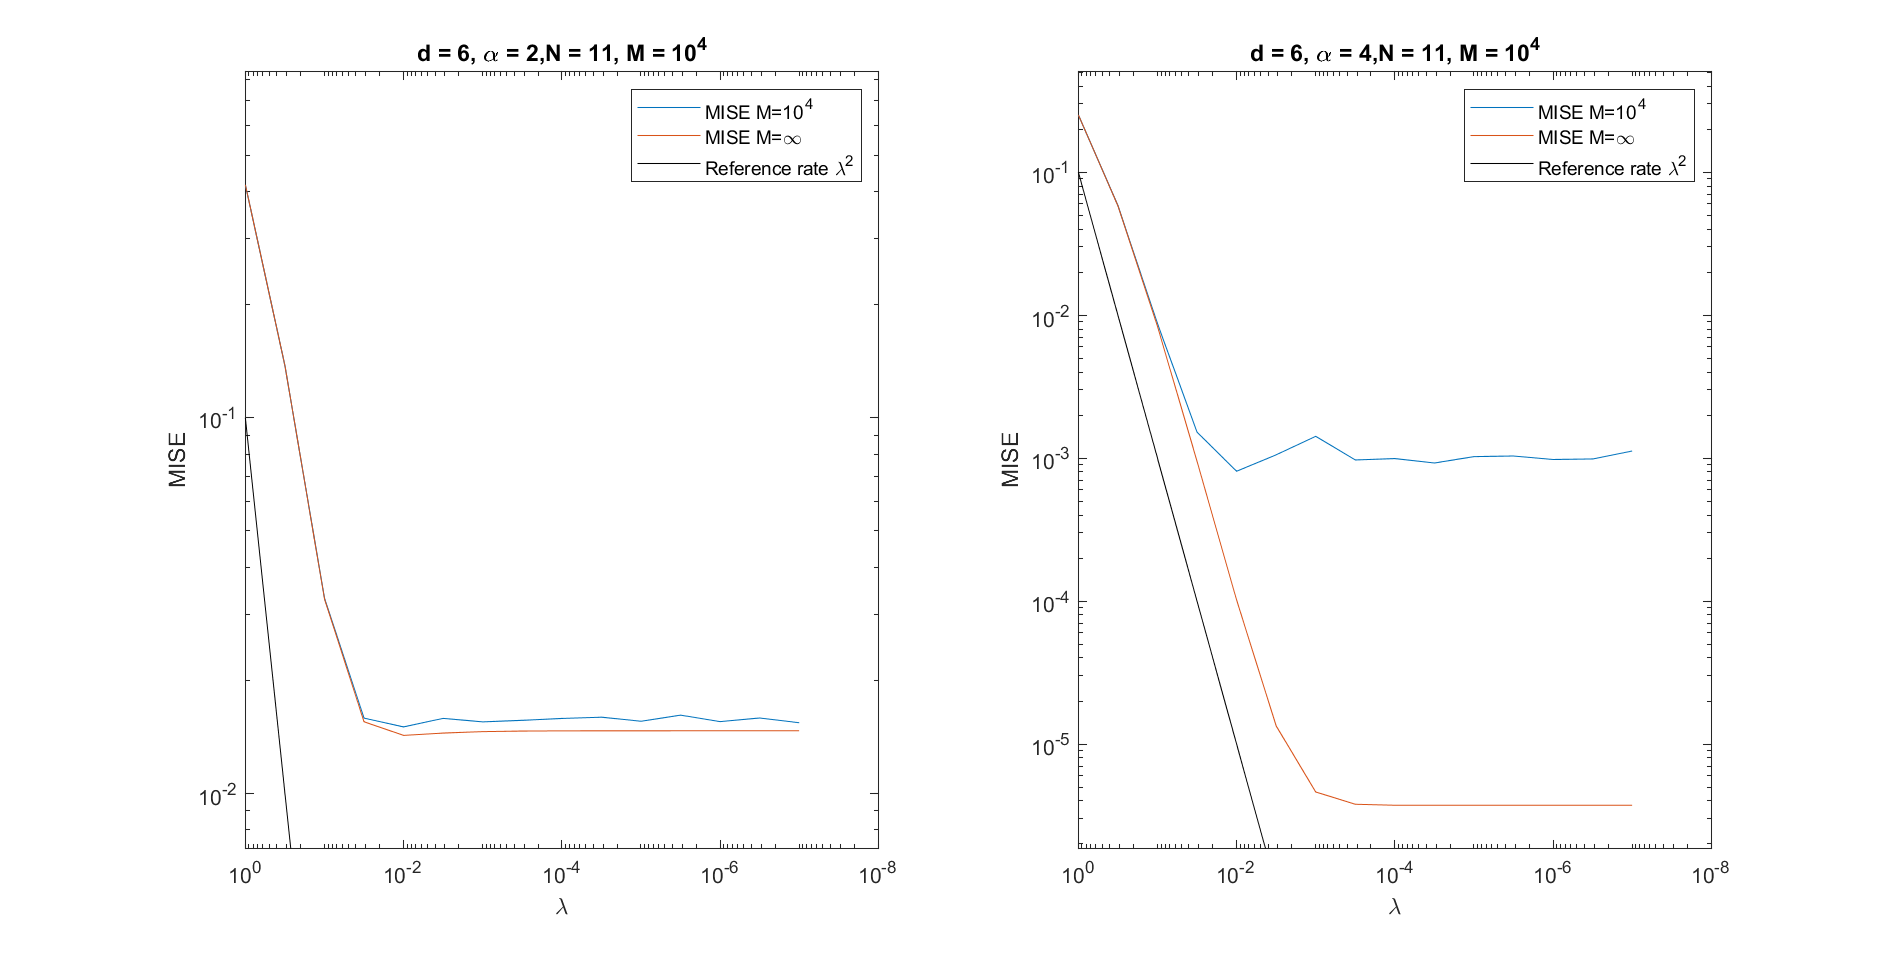 d = 6, α = 2,N = 11, M = 10^4
MISE M=10^4
MISE M=∞
Reference rate λ^2
10^-1
10^-2
MISE
10^0
10^-2
10^-4
10^-6
10^-8
λ
d = 6, α = 4,N = 11, M = 10^4
MISE M=10^4
MISE M=∞
Reference rate λ^2
10^-1
10^-2
10^-3
10^-4
10^-5
MISE
10^0
10^-2
10^-4
10^-6
10^-8
λ